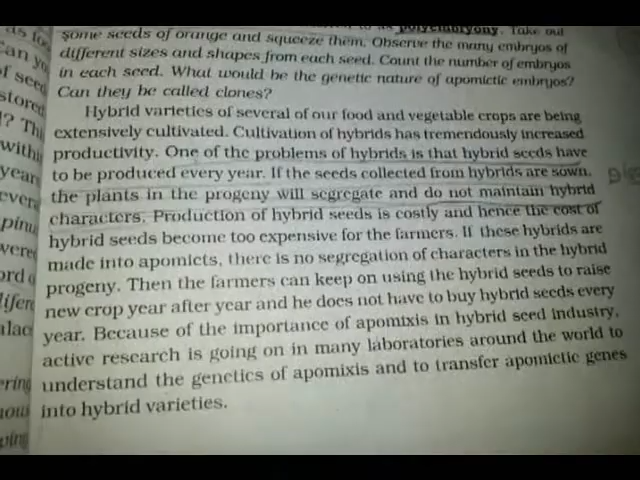 polyembryony. Take out
some seeds of orange and squeeze them. Observe the many embryos of
different sizes and shapes from each seed. Count the number of embryos
in each seed. What would be the genetic nature of apomictic embryos?
Can they be called clones?
Hybrid varieties of several of our food and vegetable crops are being
extensively cultivated. Cultivation of hybrids has tremendously increased
productivity. One of the problems of hybrids is that hybrid seeds have
to be produced every year. If the seeds collected from hybrids are sown,
the plants in the progeny will segregate and do not maintain hybrid
characters. Production of hybrid seeds is costly and hence the cost of
hybrid seeds become too expensive for the farmers. If these hybrids are
made into apomicts, there is no segregation of characters in the hybrid
progeny. Then the farmers can keep on using the hybrid seeds to raise
new crop year after year and he does not have to buy hybrid seeds every
year. Because of the importance of apomixis in hybrid seed industry,
active research is going on in many laboratories around the world to
understand the genetics of apomixis and to transfer apomictic genes
into hybrid varieties.